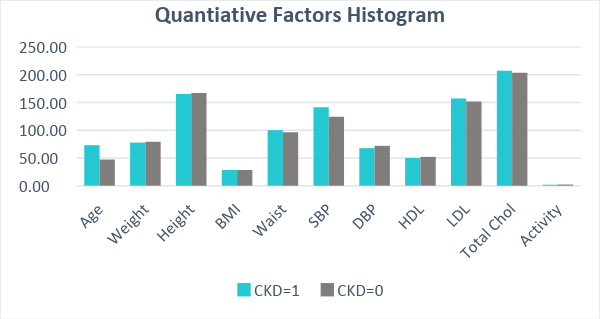 Quantiative Factors Histogram
250.00
200.00
150.00
100.00
50.00
0.00
Age
Weight
Height
BMI
Waist
SBP
DBP
HDL
LDL
Total Chol
Activity
CKD=1 CKD=0